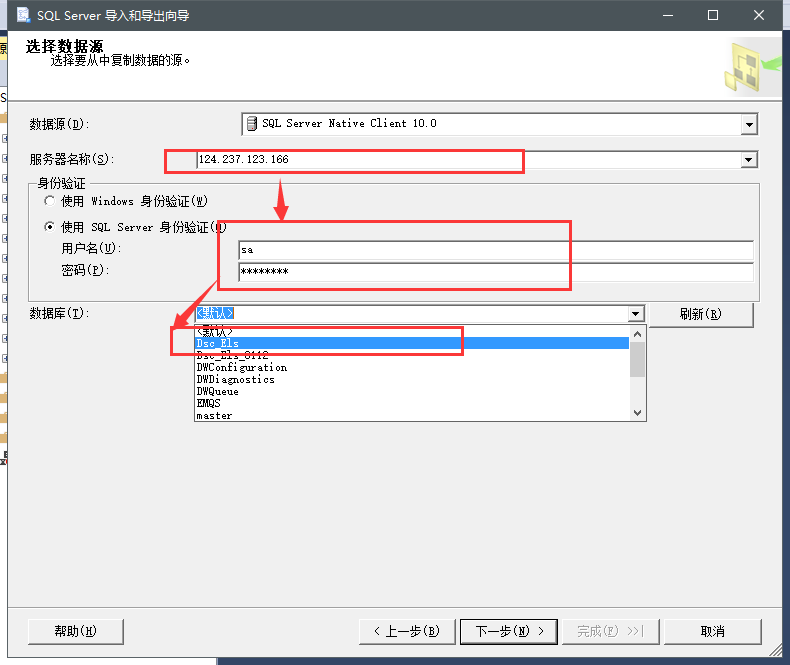 SQL Server 导入和导出向导
选择数据源
选择要从中复制数据的源。
数据源(D):
SQL Server Native Client 10.0
服务器名称(S):
124.237.123.166
身份验证
使用 Windows 身份验证(W)
使用 SQL Server 身份验证(Q)
用户名(U):
sa
密码(P):
********
数据库(T):
<默认>
刷新(R)
<默认>
Dsc_Els
Dsc_Els_0112
DWConfiguration
DWDiagnostics
DWQueue
EMQS
master
帮助(H)
< 上一步(B)
下一步(N) >
完成(F) >>|
取消